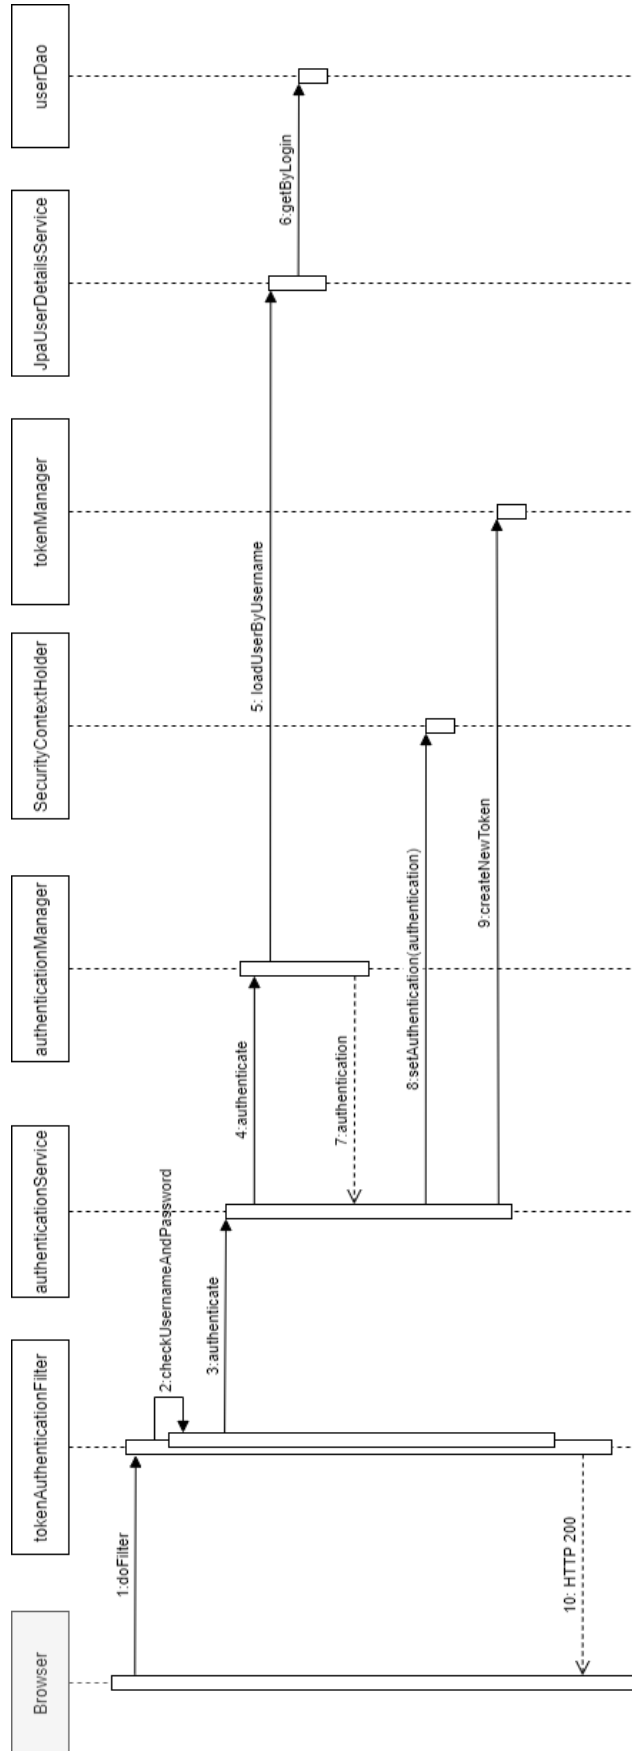 Browser
tokenAuthenticationFilter
authenticationService
authenticationManager
SecurityContextHolder
tokenManager
JpaUserDetailsService
userDao
1:doFilter
2:checkUsernameAndPassword
3:authenticate
4:authenticate
5: loadUserByUsername
6:getByLogin
7:authentication
8:setAuthentication(authentication)
9:createNewToken
10: HTTP 200